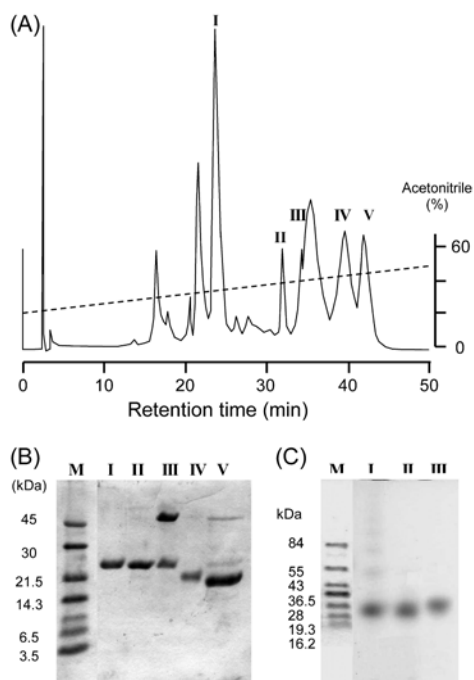 (A)
I
II
III
IV
V
Acetonitrile
(%)
60
0
0 10 20 30 40 50
Retention time (min)
(B)
M I II III IV V
(kDa)
45
30
21.5
14.3
6.5
3.5
(C)
M I II III
kDa
84
55
43
36.5
28
19.3
16.2